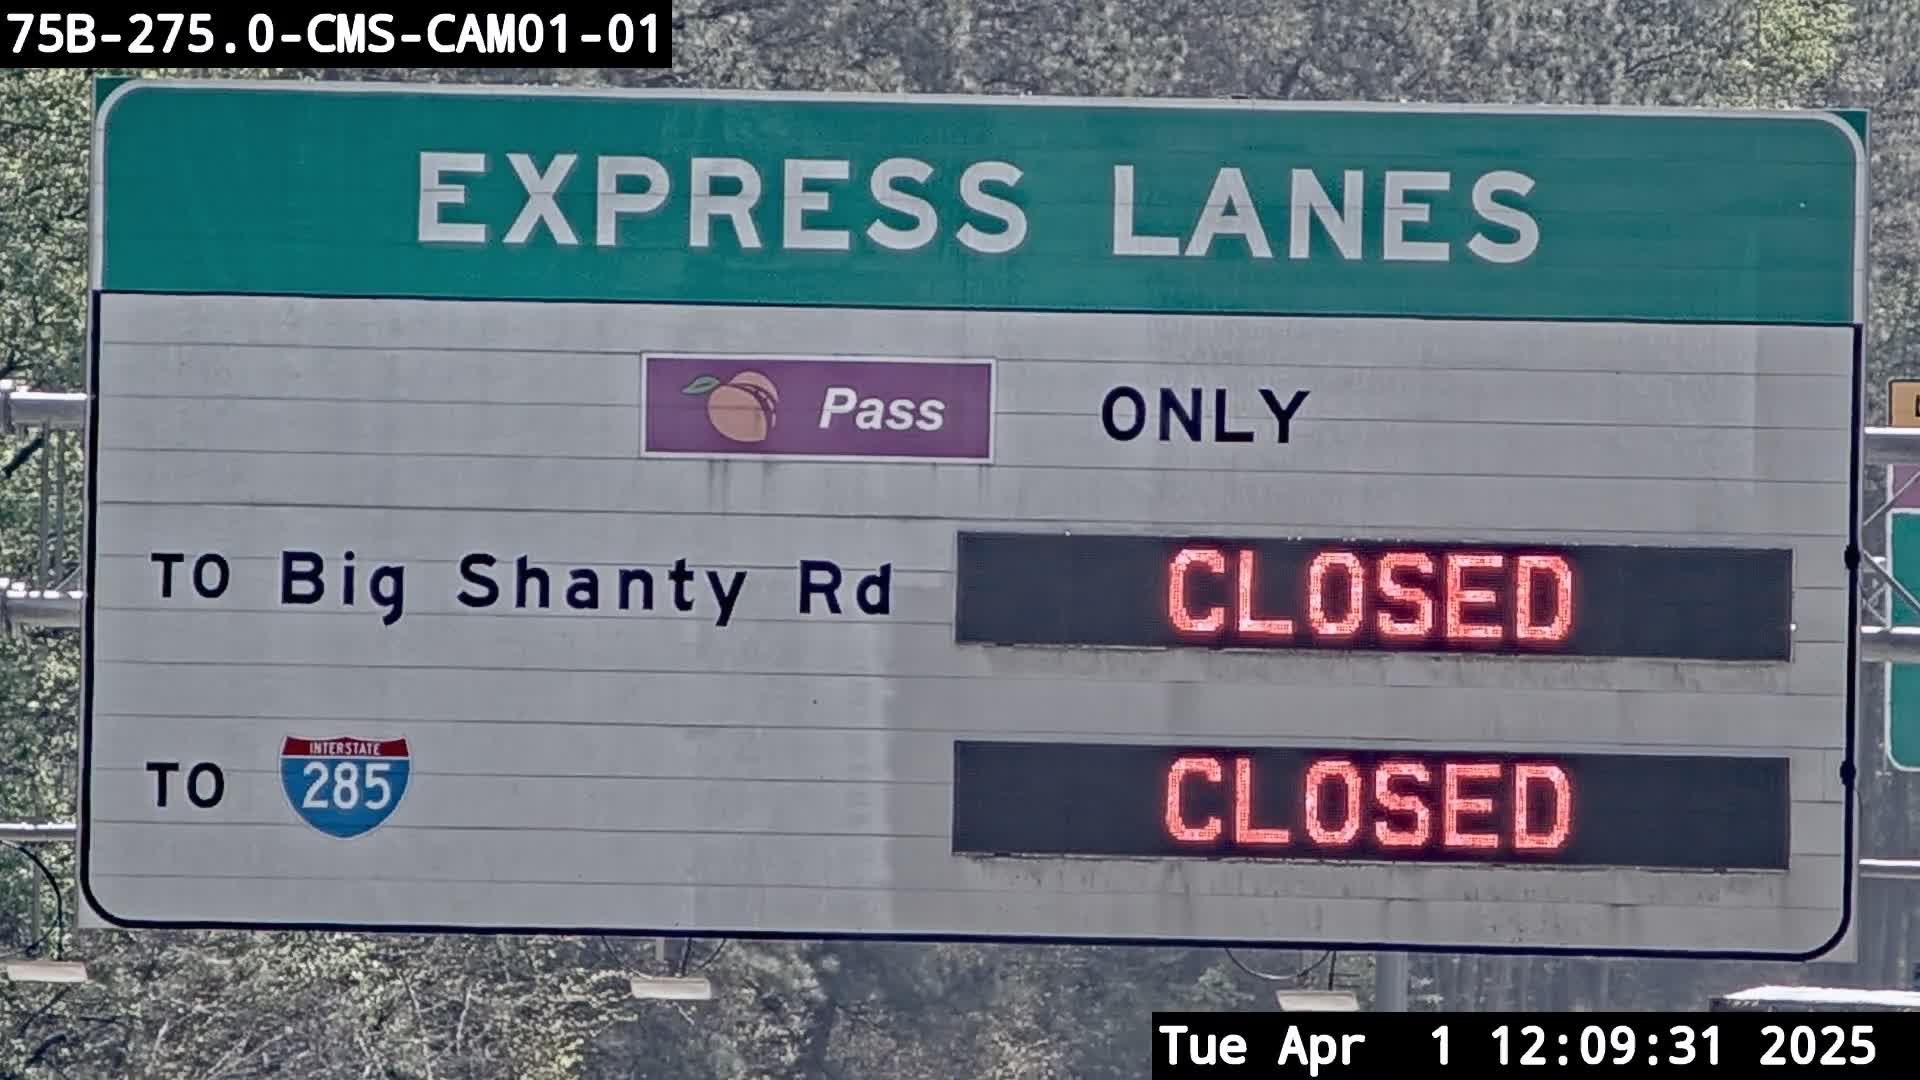 75B-275.0-CMS-CAM01-01
EXPRESS LANES
Pass ONLY
TO Big Shanty Rd CLOSED
INTERSTATE
TO 285 CLOSED
Tue Apr 1 12:09:31 2025